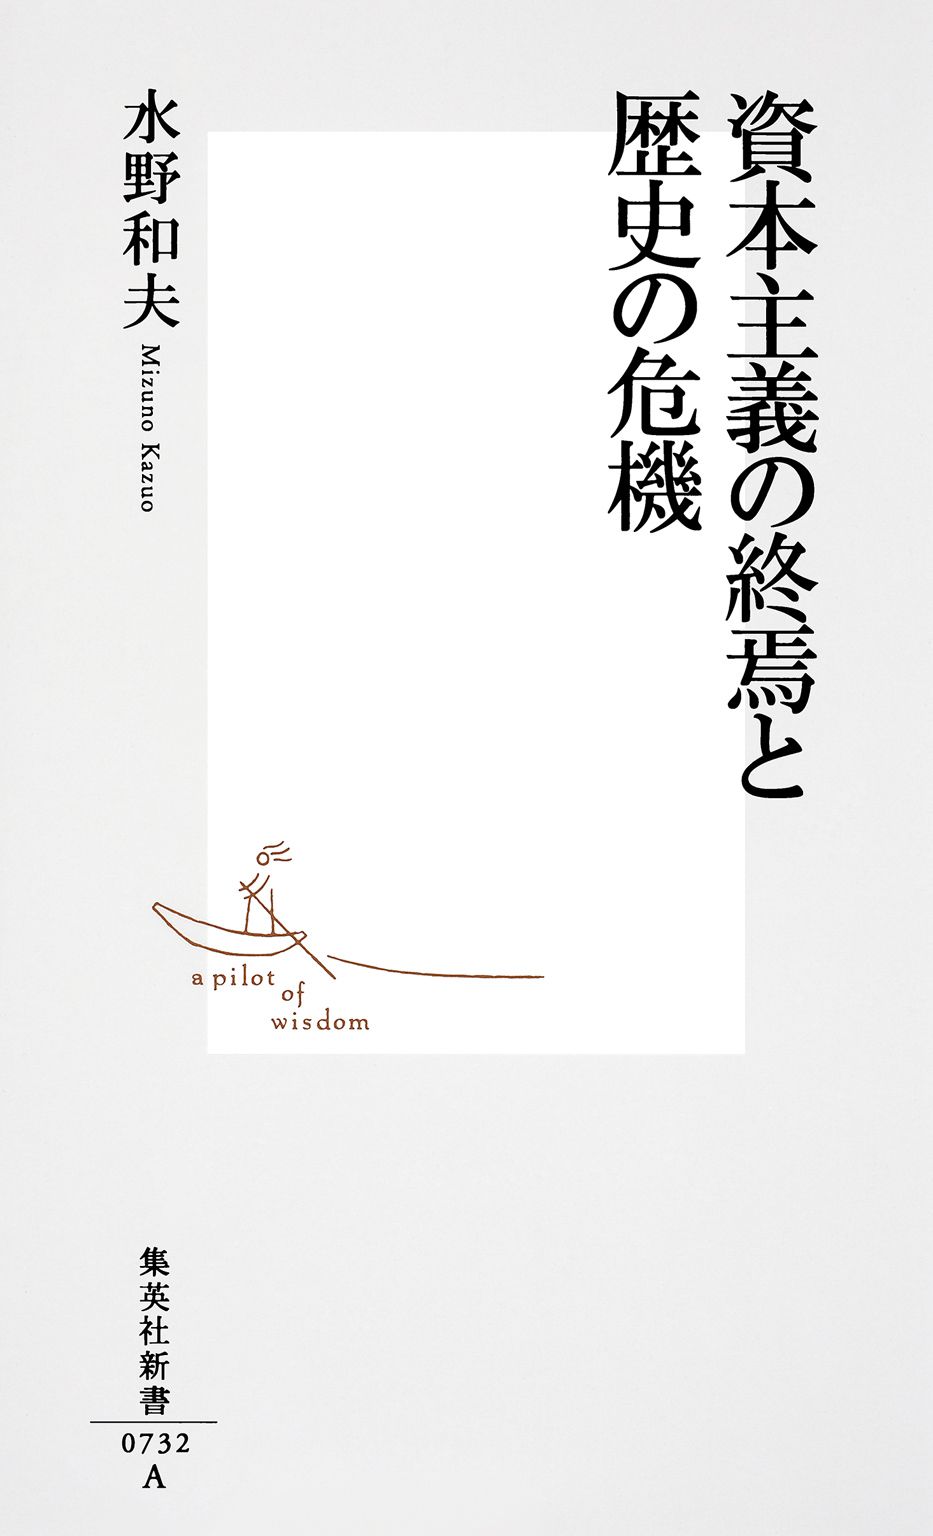 資本主義の終焉と
歴史の危機
水野和夫
Mizuno Kazuo
a pilot
of
wisdom
集英社新書
0732
A